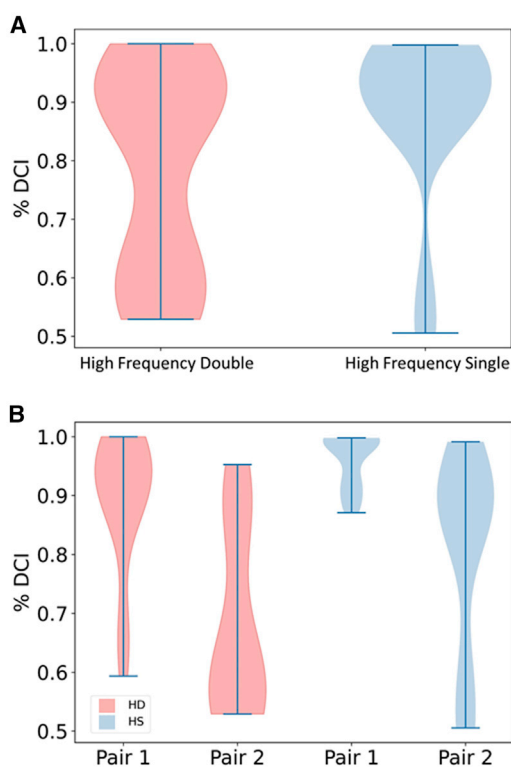 A
% DCI
1.0
0.9
0.8
0.7
0.6
0.5
High Frequency Double High Frequency Single
B
% DCI
1.0
0.9
0.8
0.7
0.6
0.5
HD
HS
Pair 1 Pair 2 Pair 1 Pair 2